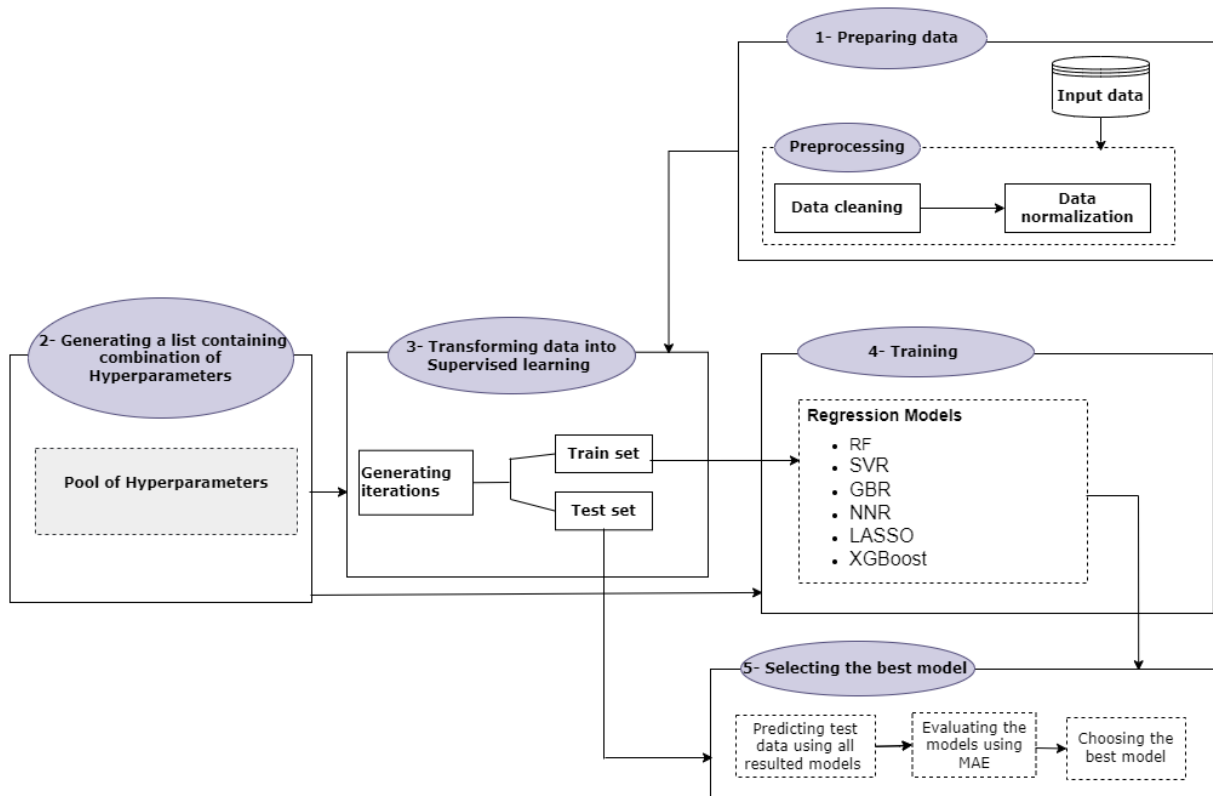 1- Preparing data
Input data
Preprocessing
Data cleaning
Data
normalization
2- Generating a list containing
combination of
Hyperparameters
Pool of Hyperparameters
3- Transforming data into
Supervised learning
Generating
iterations
Train set
Test set
4- Training
Regression Models
• RF
• SVR
• GBR
• NNR
• LASSO
• XGBoost
5- Selecting the best model
Predicting test
data using all
resulted models
Evaluating the
models using
MAE
Choosing the
best model